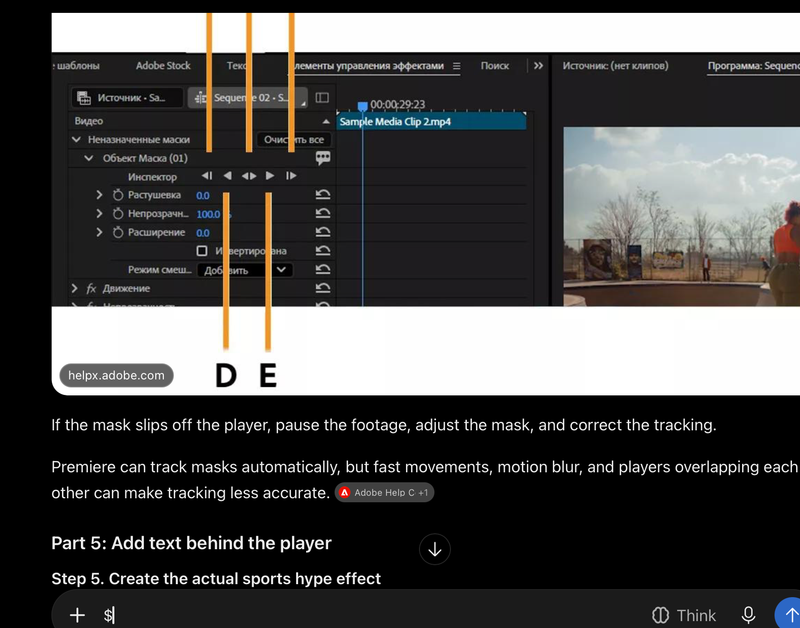 шаблоны Adobe Stock Текс лементы управления эффектами Поиск Источник: (нет клипов) Программа: Sequenc
Источник • Sa... Sequence 02 • S...
00:00:29:23
Видео
Sample Media Clip 2.mp4
Неназначенные маски Очистить все
Объект Маска (01)
Инспектор
Растушевка 0.0
Непрозрачн... 100.0
Расширение 0.0
Инвертирована
Режим смеш... Добавить
fx Движение
D E
helpx.adobe.com
If the mask slips off the player, pause the footage, adjust the mask, and correct the tracking.
Premiere can track masks automatically, but fast movements, motion blur, and players overlapping each
other can make tracking less accurate. Adobe Help C +1
Part 5: Add text behind the player
Step 5. Create the actual sports hype effect
$ Think